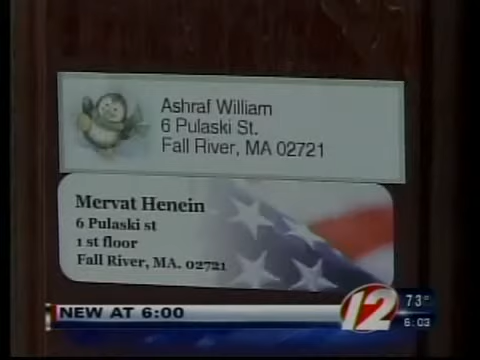 Ashraf William
6 Pulaski St.
Fall River, MA 02721
Mervat Henein
6 Pulaski st
1 st floor
Fall River, MA. 02721
NEW AT 6:00
12
73°
6:03